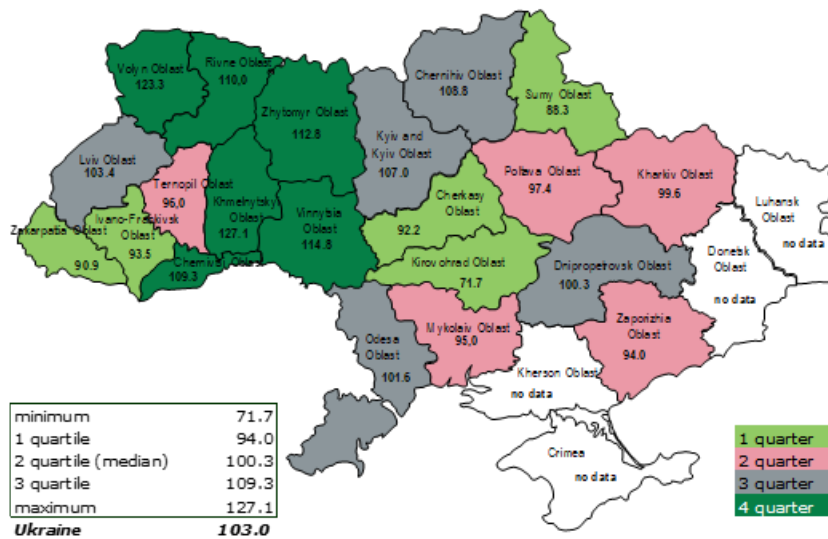 Volyn Oblast
123.3
Rivne Oblast
110,0
Zhytomyr Oblast
112.8
Kyiv and
Kyiv Oblast
107.0
Chernihiv Oblast
108.8
Sumy Oblast
88.3
Lviv Oblast
103.4
Ternopil Oblast
96,0
Khmelnytsky
Oblast
127.1
Vinnytsia
Oblast
114.8
Cherkasy
Oblast
92.2
Poltava Oblast
97.4
Kharkiv Oblast
99.6
Luhansk
Oblast
no data
Zakarpatia Oblast
90.9
Ivano-Frankivsk
Oblast
93.5
Chernivtsi Oblast
109.3
Kirovohrad Oblast
71.7
Dnipropetrovsk Oblast
100.3
Donetsk
Oblast
no data
Odesa
Oblast
101.6
Mykolaiv Oblast
95,0
Zaporizhia
Oblast
94.0
Kherson Oblast
no data
Crimea
no data
minimum 71.7
1 quartile 94.0
2 quartile (median) 100.3
3 quartile 109.3
maximum 127.1
Ukraine 103.0
1 quarter
2 quarter
3 quarter
4 quarter